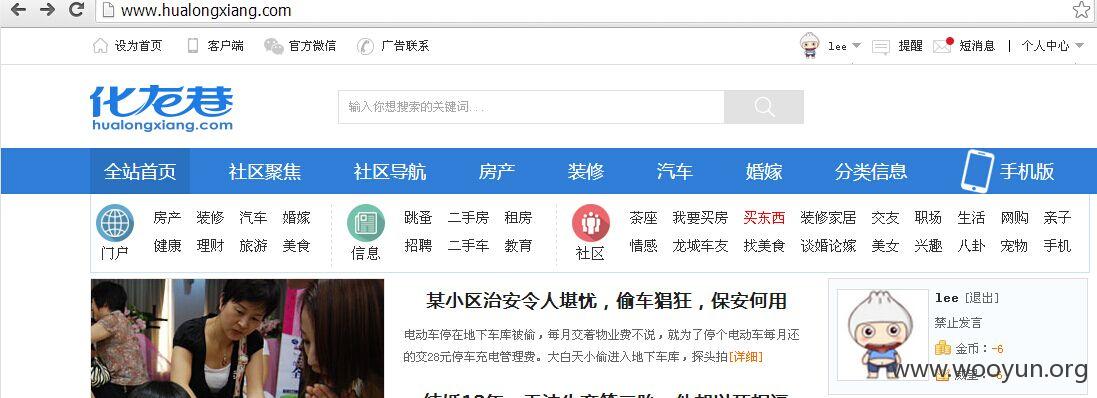 www.hualongxiang.com
设为首页 客户端 官方微信 广告联系 lee 提醒 短消息 | 个人中心
化龙巷
hualongxiang.com
输入你想搜索的关键词...
全站首页 社区聚焦 社区导航 房产 装修 汽车 婚嫁 分类信息 手机版
门户 房产 装修 汽车 婚嫁
健康 理财 旅游 美食
信息 跳蚤 二手房 租房
招聘 二手车 教育
社区 茶座 我要买房 买东西 装修家居 交友 职场 生活 网购 亲子
情感 龙城车友 找美食 谈婚论嫁 美女 兴趣 八卦 宠物 手机
某小区治安令人堪忧，偷车猖狂，保安何用
电动车停在地下车库被偷，每月交着物业费不说，就为了停个电动车每月还
的交28元停车充电管理费。大白天小偷进入地下车库，探头拍[详细]
lee [退出]
禁止发言
金币：-6
www.wooyun.org